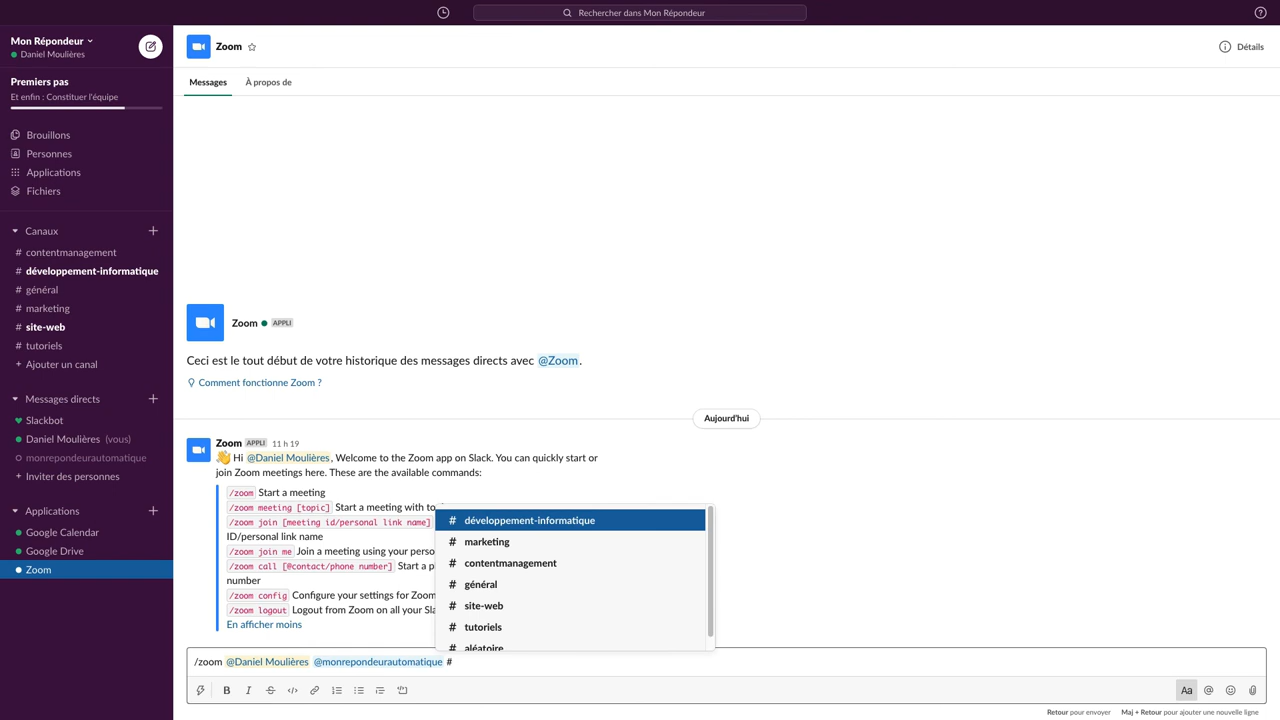 Rechercher dans Mon Répondeur
Mon Répondeur
Daniel Moulières
Premiers pas
Et enfin : Constituer l'équipe
Brouillons
Personnes
Applications
Fichiers
Canaux
# contentmanagement
# développement-informatique
# général
# marketing
# site-web
# tutoriels
+ Ajouter un canal
Messages directs
Slackbot
Daniel Moulières (vous)
monrepondeurautomatique
+ Inviter des personnes
Applications
Google Calendar
Google Drive
Zoom
Zoom
Détails
Messages À propos de
Zoom APPLI
Ceci est le tout début de votre historique des messages directs avec @Zoom.
Comment fonctionne Zoom ?
Aujourd'hui
Zoom APPLI 11 h 19
Hi @Daniel Moulières, Welcome to the Zoom app on Slack. You can quickly start or
join Zoom meetings here. These are the available commands:
/zoom Start a meeting
/zoom meeting [topic] Start a meeting with
/zoom join [meeting id/personal link name]
ID/personal link name
/zoom join me Join a meeting using your perso
/zoom call [@contact/phone number] Start a p
number
/zoom config Configure your settings for Zoom
/zoom logout Logout from Zoom on all your Sla
En afficher moins
# développement-informatique
# marketing
# contentmanagement
# général
# site-web
# tutoriels
aléatoire
/zoom @Daniel Moulières @monrepondeurautomatique #
B I S </> Aa @
Retour pour envoyer Maj + Retour pour ajouter une nouvelle ligne